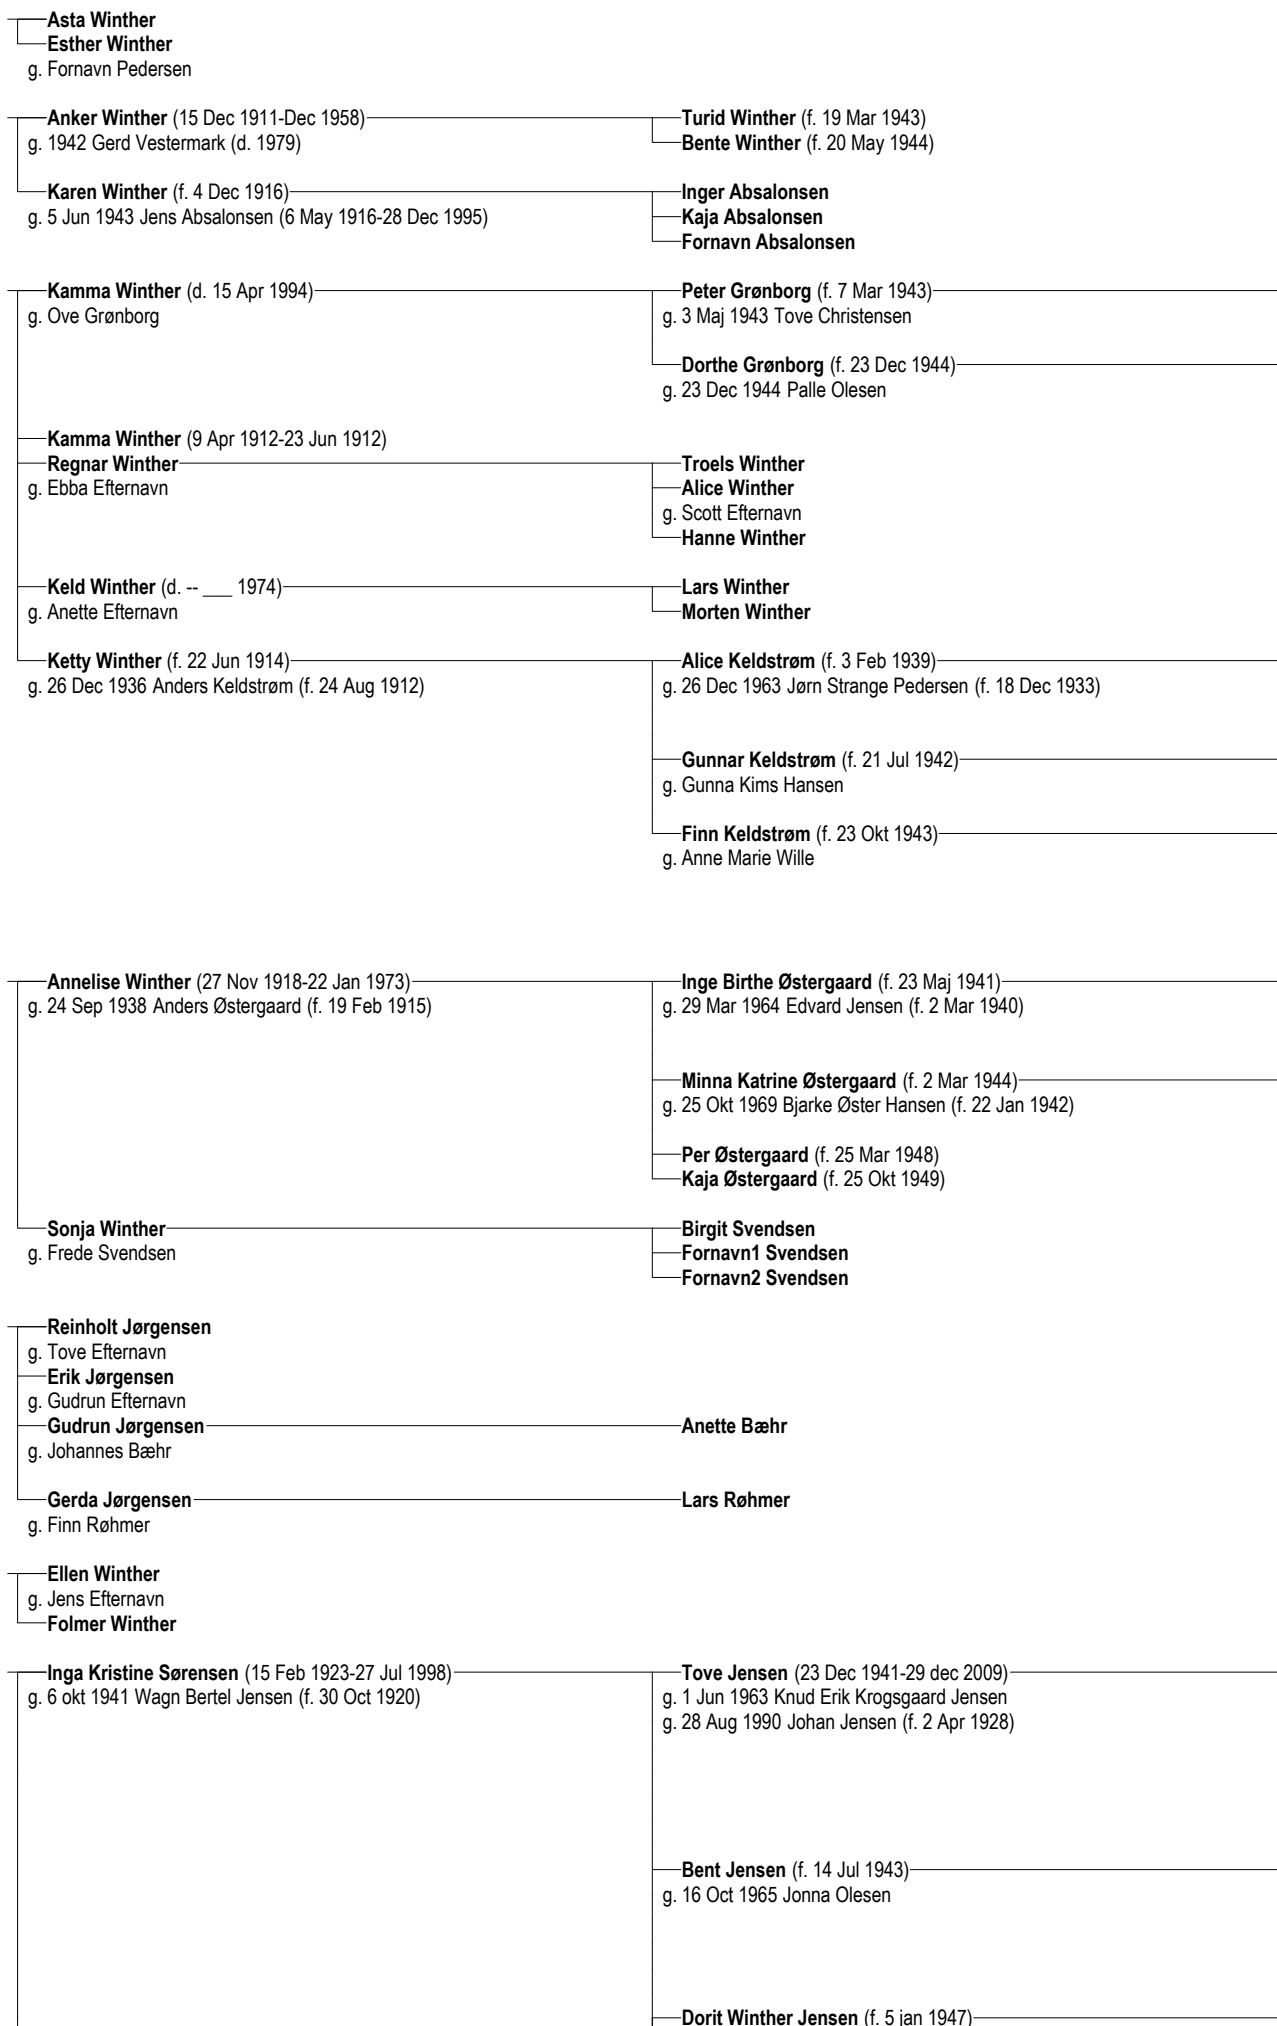 Asta Winther
Esther Winther
g. Fornavn Pedersen
Anker Winther (15 Dec 1911-Dec 1958)
g. 1942 Gerd Vestermark (d. 1979)
Turid Winther (f. 19 Mar 1943)
Bente Winther (f. 20 May 1944)
Karen Winther (f. 4 Dec 1916)
g. 5 Jun 1943 Jens Absalonsen (6 May 1916-28 Dec 1995)
Inger Absalonsen
Kaja Absalonsen
Fornavn Absalonsen
Kamma Winther (d. 15 Apr 1994)
g. Ove Grønborg
Peter Grønborg (f. 7 Mar 1943)
g. 3 Maj 1943 Tove Christensen
Dorthe Grønborg (f. 23 Dec 1944)
g. 23 Dec 1944 Palle Olesen
Kamma Winther (9 Apr 1912-23 Jun 1912)
Regnar Winther
g. Ebba Efternavn
Troels Winther
Alice Winther
g. Scott Efternavn
Hanne Winther
Keld Winther (d. -- ___ 1974)
g. Anette Efternavn
Lars Winther
Morten Winther
Ketty Winther (f. 22 Jun 1914)
g. 26 Dec 1936 Anders Keldstrøm (f. 24 Aug 1912)
Alice Keldstrøm (f. 3 Feb 1939)
g. 26 Dec 1963 Jørn Strange Pedersen (f. 18 Dec 1933)
Gunnar Keldstrøm (f. 21 Jul 1942)
g. Gunna Kims Hansen
Finn Keldstrøm (f. 23 Okt 1943)
g. Anne Marie Wille
Annelise Winther (27 Nov 1918-22 Jan 1973)
g. 24 Sep 1938 Anders Østergaard (f. 19 Feb 1915)
Inge Birthe Østergaard (f. 23 Maj 1941)
g. 29 Mar 1964 Edvard Jensen (f. 2 Mar 1940)
Minna Katrine Østergaard (f. 2 Mar 1944)
g. 25 Okt 1969 Bjarke Øster Hansen (f. 22 Jan 1942)
Per Østergaard (f. 25 Mar 1948)
Kaja Østergaard (f. 25 Okt 1949)
Sonja Winther
g. Frede Svendsen
Birgit Svendsen
Fornavn1 Svendsen
Fornavn2 Svendsen
Reinholt Jørgensen
g. Tove Efternavn
Erik Jørgensen
g. Gudrun Efternavn
Gudrun Jørgensen
g. Johannes Bæhr
Anette Bæhr
Gerda Jørgensen
g. Finn Røhmer
Lars Røhmer
Ellen Winther
g. Jens Efternavn
Folmer Winther
Inga Kristine Sørensen (15 Feb 1923-27 Jul 1998)
g. 6 okt 1941 Wagn Bertel Jensen (f. 30 Oct 1920)
Tove Jensen (23 Dec 1941-29 dec 2009)
g. 1 Jun 1963 Knud Erik Krogsgaard Jensen
g. 28 Aug 1990 Johan Jensen (f. 2 Apr 1928)
Bent Jensen (f. 14 Jul 1943)
g. 16 Oct 1965 Jonna Olesen
Dorit Winther Jensen (f. 5 jan 1947)